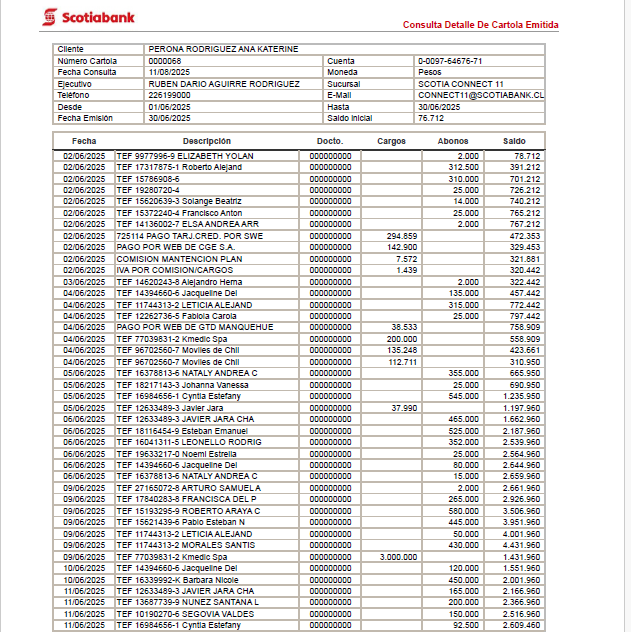 Scotiabank
Consulta Detalle De Cartola Emitida
Cliente PERONA RODRIGUEZ ANA KATERINE
Número Cartola 0000068 Cuenta 0-0097-64676-71
Fecha Consulta 11/08/2025 Moneda Pesos
Ejecutivo RUBEN DARIO AGUIRRE RODRIGUEZ Sucursal SCOTIA CONNECT 11
Teléfono 226199000 E-Mail CONNECT11@SCOTIABANK.CL
Desde 01/06/2025 Hasta 30/06/2025
Fecha Emisión 30/06/2025 Saldo Inicial 76.712
Fecha Descripción Docto. Cargos Abonos Saldo
02/06/2025 TEF 9977996-9 ELIZABETH YOLAN 000000000 2.000 78.712
02/06/2025 TEF 17317875-1 Roberto Alejand 000000000 312.500 391.212
02/06/2025 TEF 15786908-6 000000000 310.000 701.212
02/06/2025 TEF 19280720-4 000000000 25.000 726.212
02/06/2025 TEF 15620639-3 Solange Beatriz 000000000 14.000 740.212
02/06/2025 TEF 15372240-4 Francisco Anton 000000000 25.000 765.212
02/06/2025 TEF 14136002-7 ELSA ANDREA ARR 000000000 2.000 767.212
02/06/2025 725114 PAGO TARJ.CRED. POR SWE 000000000 294.859 472.353
02/06/2025 PAGO POR WEB DE CGE S.A. 000000000 142.900 329.453
02/06/2025 COMISION MANTENCION PLAN 000000000 7.572 321.881
02/06/2025 IVA POR COMISION/CARGOS 000000000 1.439 320.442
03/06/2025 TEF 14620243-8 Alejandro Herna 000000000 2.000 322.442
04/06/2025 TEF 14394660-6 Jacqueline Del 000000000 135.000 457.442
04/06/2025 TEF 11744313-2 LETICIA ALEJAND 000000000 315.000 772.442
04/06/2025 TEF 12262736-5 Fabiola Carola 000000000 25.000 797.442
04/06/2025 PAGO POR WEB DE GTD MANQUEHUE 000000000 38.533 758.909
04/06/2025 TEF 77039831-2 Kmedic Spa 000000000 200.000 558.909
04/06/2025 TEF 96702560-7 Moviles de Chil 000000000 135.248 423.661
04/06/2025 TEF 96702560-7 Moviles de Chil 000000000 112.711 310.950
05/06/2025 TEF 16378813-6 NATALY ANDREA C 000000000 355.000 665.950
05/06/2025 TEF 18217143-3 Johanna Vanessa 000000000 25.000 690.950
05/06/2025 TEF 16984656-1 Cyntia Estefany 000000000 545.000 1.235.950
05/06/2025 TEF 12633489-3 Javier Jara 000000000 37.990 1.197.960
06/06/2025 TEF 12633489-3 JAVIER JARA CHA 000000000 465.000 1.662.960
06/06/2025 TEF 18116454-9 Esteban Emanuel 000000000 525.000 2.187.960
06/06/2025 TEF 16041311-5 LEONELLO RODRIG 000000000 352.000 2.539.960
06/06/2025 TEF 19633217-0 Noemi Estrella 000000000 25.000 2.564.960
06/06/2025 TEF 14394660-6 Jacqueline Del 000000000 80.000 2.644.960
06/06/2025 TEF 16378813-6 NATALY ANDREA C 000000000 15.000 2.659.960
09/06/2025 TEF 27165072-8 ARTURO SAMUEL A 000000000 2.000 2.661.960
09/06/2025 TEF 17840283-8 FRANCISCA DEL P 000000000 265.000 2.926.960
09/06/2025 TEF 15193295-9 ROBERTO ARAYA C 000000000 580.000 3.506.960
09/06/2025 TEF 15621439-6 Pablo Esteban N 000000000 445.000 3.951.960
09/06/2025 TEF 11744313-2 LETICIA ALEJAND 000000000 50.000 4.001.960
09/06/2025 TEF 11744313-2 MORALES SANTIS 000000000 430.000 4.431.960
09/06/2025 TEF 77039831-2 Kmedic Spa 000000000 3.000.000 1.431.960
10/06/2025 TEF 14394660-6 Jacqueline Del 000000000 120.000 1.551.960
10/06/2025 TEF 16339992-K Barbara Nicole 000000000 450.000 2.001.960
11/06/2025 TEF 12633489-3 JAVIER JARA CHA 000000000 165.000 2.166.960
11/06/2025 TEF 13687739-9 NUNEZ SANTANA L 000000000 200.000 2.366.960
11/06/2025 TEF 10190270-6 SEGOVIA VALDES 000000000 150.000 2.516.960
11/06/2025 TEF 16984656-1 Cyntia Estefany 000000000 92.500 2.609.460